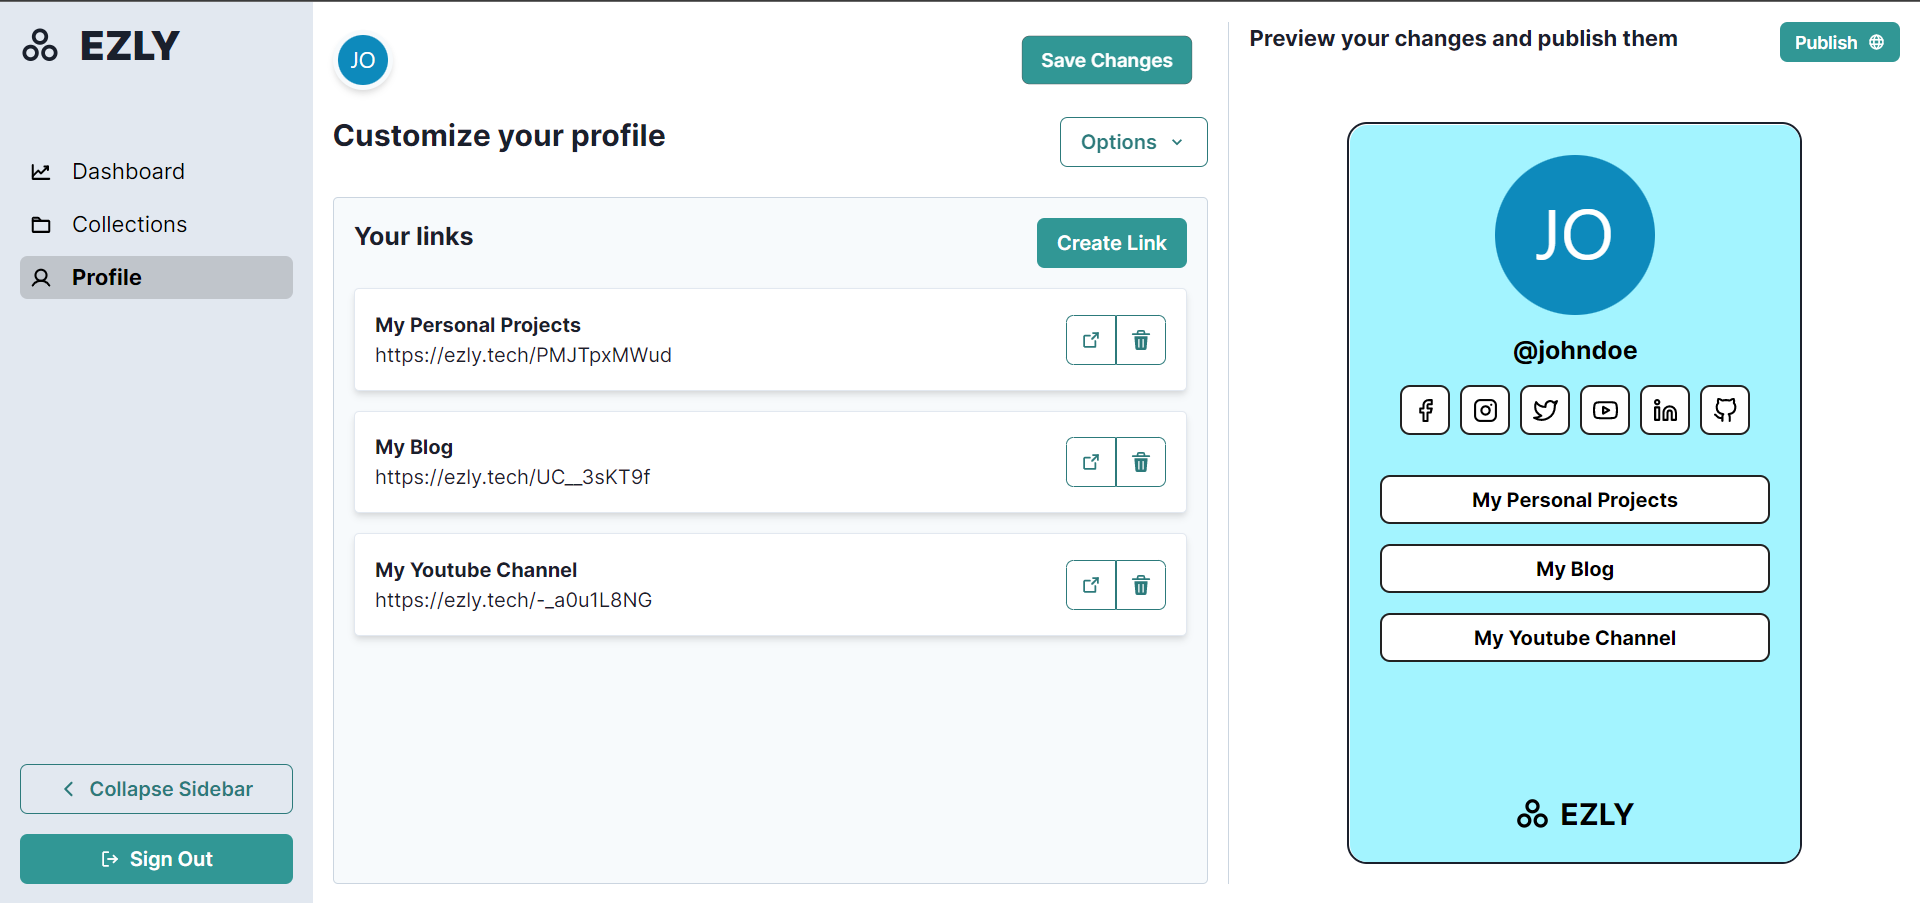 EZLY
Dashboard
Collections
Profile
Collapse Sidebar
Sign Out
JO
Save Changes
Customize your profile
Options
Your links
Create Link
My Personal Projects
https://ezly.tech/PMJTpxMWud
My Blog
https://ezly.tech/UC__3sKT9f
My Youtube Channel
https://ezly.tech/-_a0u1L8NG
Preview your changes and publish them
Publish
JO
@johndoe
My Personal Projects
My Blog
My Youtube Channel
EZLY